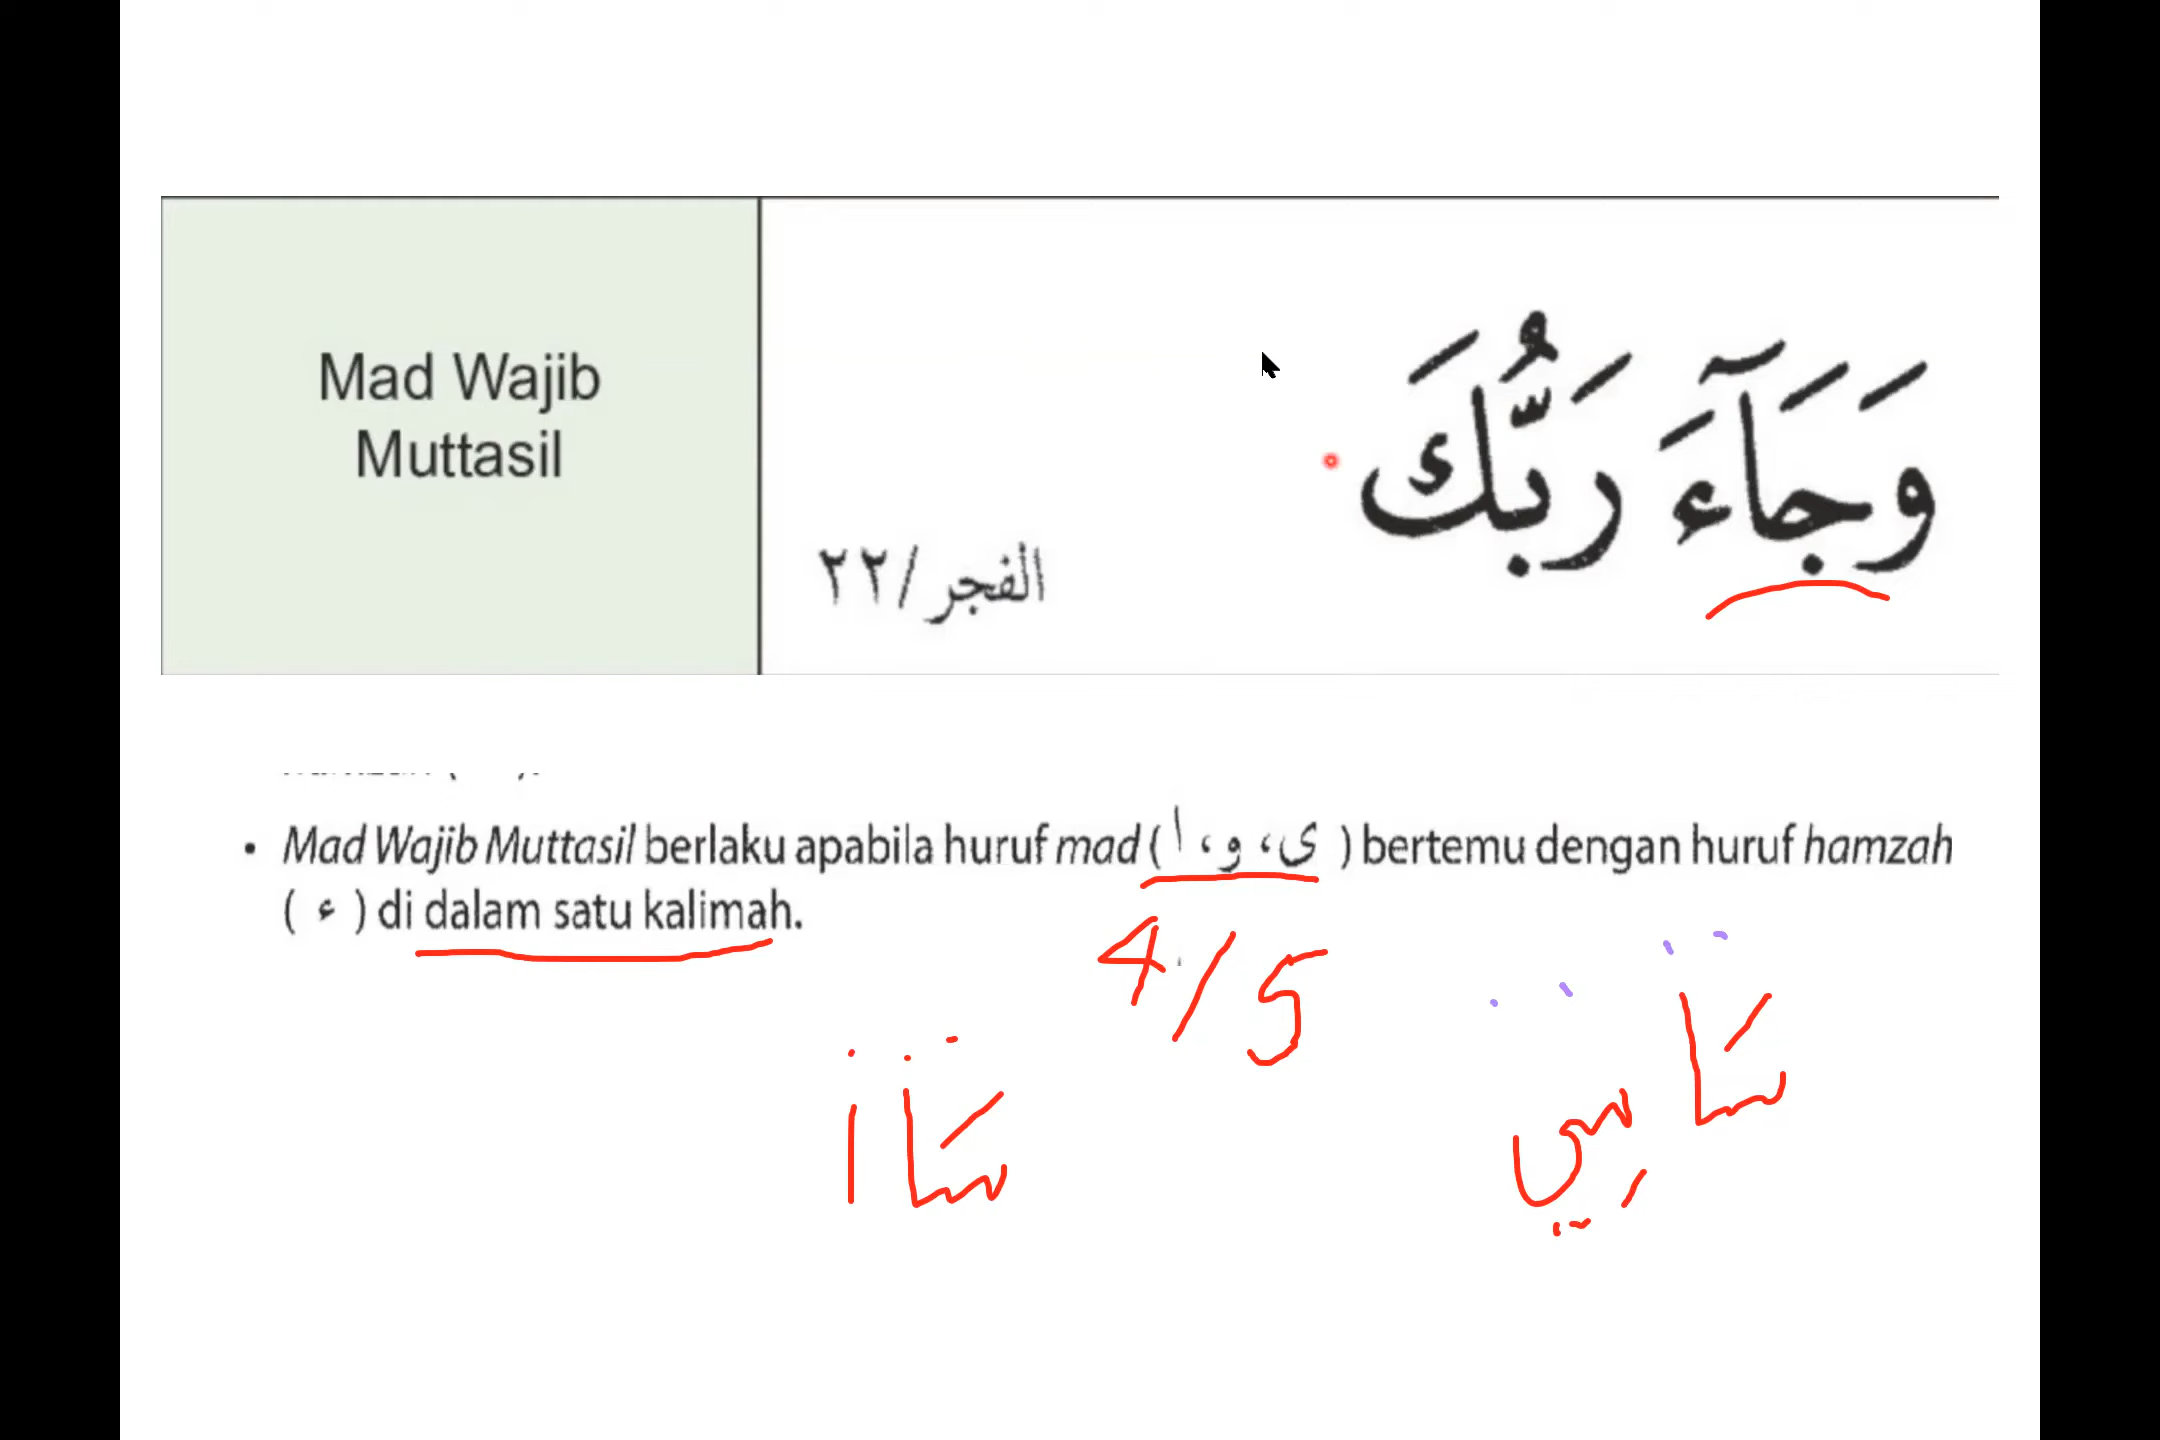 Mad Wajib
Muttasil
وَجَآءَ رَبُّكَ
الفجر/٢٢
• Mad Wajib Muttasil berlaku apabila huruf mad ( ا ، و ، ى ) bertemu dengan huruf hamzah
( ء ) di dalam satu kalimah.
4/5